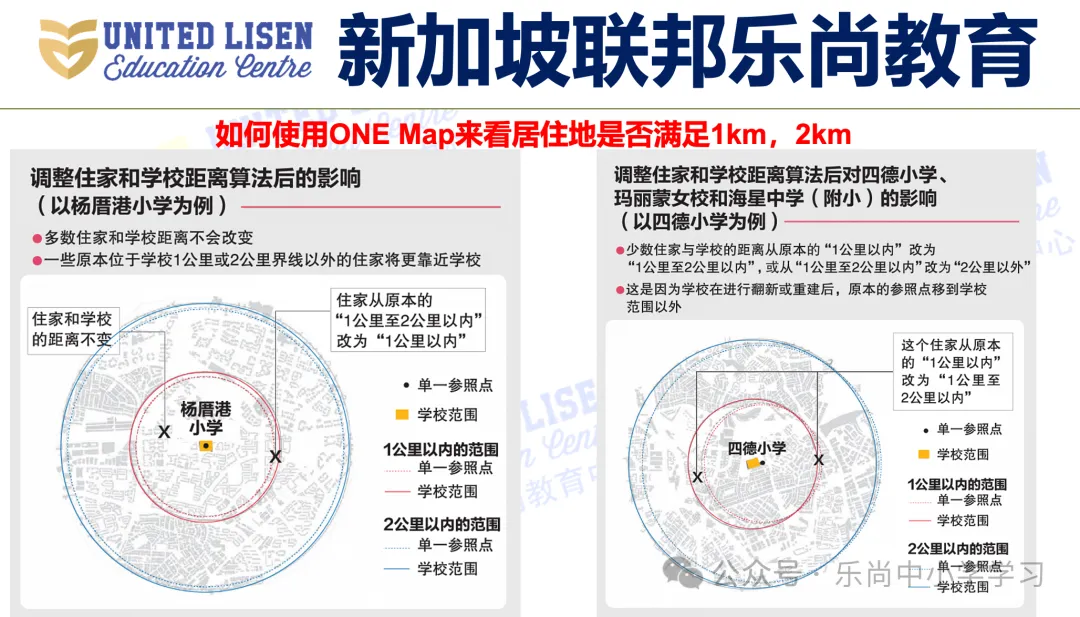 UNITED LISEN
Education Centre
新加坡联邦乐尚教育
如何使用ONE Map来看居住地是否满足1km，2km
调整住家和学校距离算法后的影响
（以杨厝港小学为例）
●多数住家和学校距离不会改变
●一些原本位于学校1公里或2公里界线以外的住家将更靠近学校
住家和学校
的距离不变
住家从原本的
“1公里至2公里以内”
改为“1公里以内”
杨厝港
小学
X
X
单一参照点
学校范围
1公里以内的范围
单一参照点
学校范围
2公里以内的范围
单一参照点
学校范围
调整住家和学校距离算法后对四德小学、
玛丽蒙女校和海星中学（附小）的影响
（以四德小学为例）
●少数住家与学校的距离从原本的“1公里以内”改为
“1公里至2公里以内”，或从“1公里至2公里以内”改为“2公里以外”
●这是因为学校在进行翻新或重建后，原本的参照点移到学校
范围以外
这个住家从原本
的“1公里以内”
改为“1公里至
2公里以内”
四德小学
X
X
单一参照点
学校范围
1公里以内的范围
单一参照点
学校范围
2公里以内的范围
单一参照点
学校范围
公众号·乐尚中小学学习